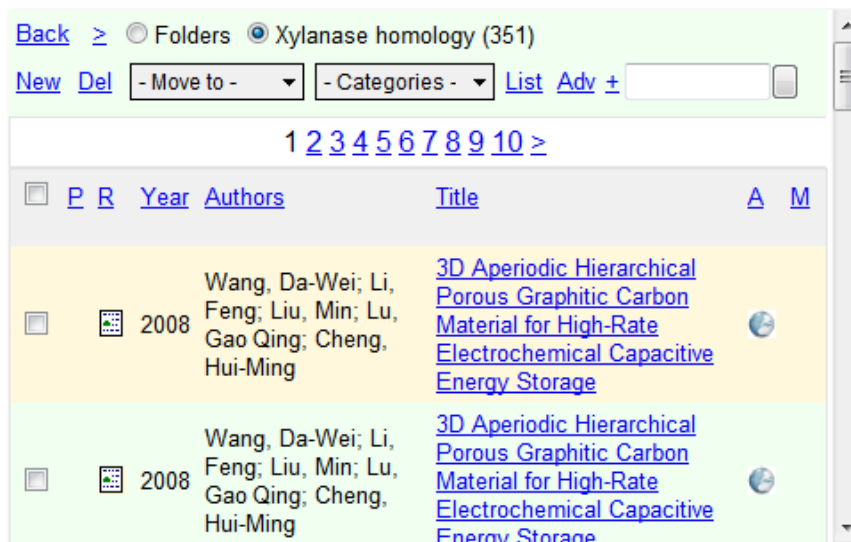 Back > Folders Xylanase homology (351)
New Del - Move to - - Categories - List Adv +
1 2 3 4 5 6 7 8 9 10 >
P R Year Authors Title A M
Wang, Da-Wei; Li,
Feng; Liu, Min; Lu,
Gao Qing; Cheng,
Hui-Ming
2008
3D Aperiodic Hierarchical
Porous Graphitic Carbon
Material for High-Rate
Electrochemical Capacitive
Energy Storage
Wang, Da-Wei; Li,
Feng; Liu, Min; Lu,
Gao Qing; Cheng,
Hui-Ming
2008
3D Aperiodic Hierarchical
Porous Graphitic Carbon
Material for High-Rate
Electrochemical Capacitive
Energy Storage